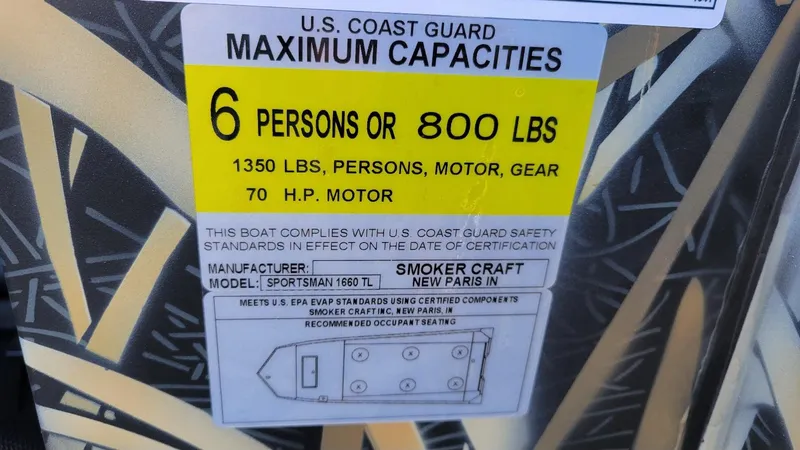 U.S. COAST GUARD
MAXIMUM CAPACITIES
6 PERSONS OR 800 LBS
1350 LBS, PERSONS, MOTOR, GEAR
70 H.P. MOTOR
THIS BOAT COMPLIES WITH U.S. COAST GUARD SAFETY
STANDARDS IN EFFECT ON THE DATE OF CERTIFICATION
MANUFACTURER: SMOKER CRAFT
MODEL: SPORTSMAN 1660 TL NEW PARIS IN
MEETS U.S. EPA EVAP STANDARDS USING CERTIFIED COMPONENTS
SMOKER CRAFT INC, NEW PARIS, IN
RECOMMENDED OCCUPANT SEATING